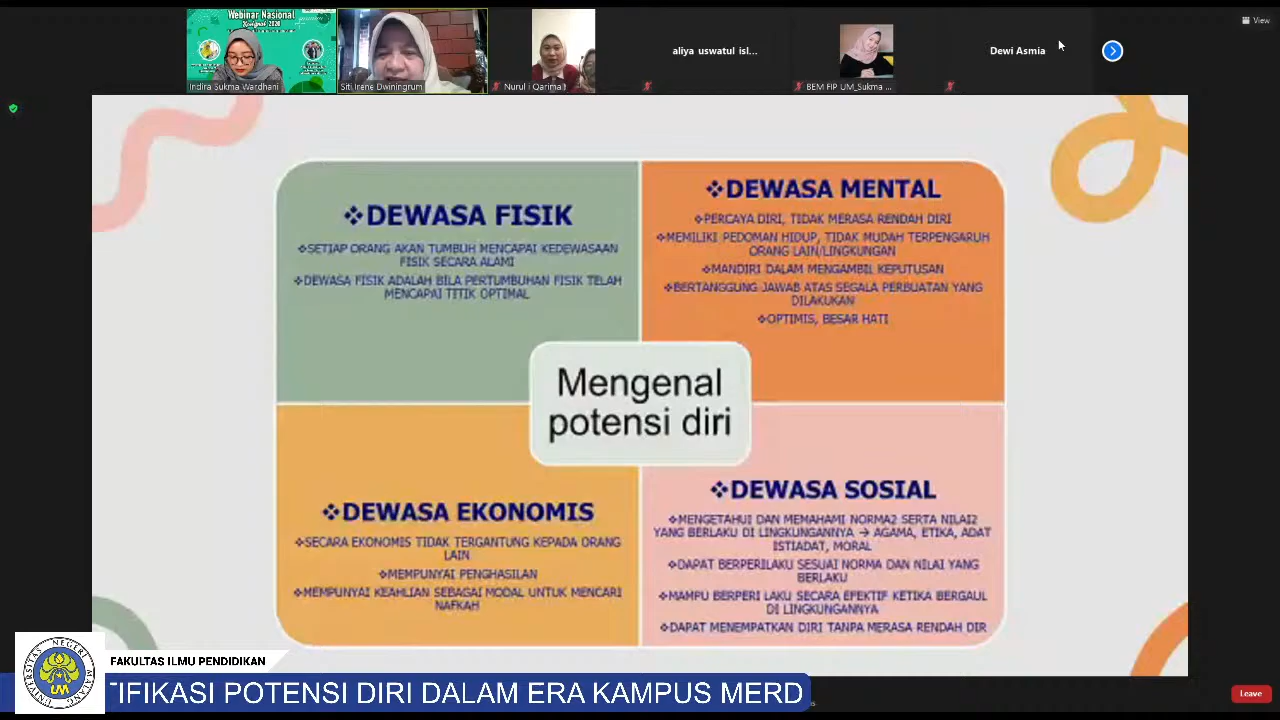 Webinar Nasional
View
aliya uswatul isl...
Dewi Asmia
Indira Sukma Wardhani
Siti Irene Dwiningrum
Nurul i Qarima
BEM FIP UM_Sukma ...
❖DEWASA FISIK
❖SETIAP ORANG AKAN TUMBUH MENCAPAI KEDEWASAAN
FISIK SECARA ALAMI
❖DEWASA FISIK ADALAH BILA PERTUMBUHAN FISIK TELAH
MENCAPAI TITIK OPTIMAL
❖DEWASA MENTAL
❖PERCAYA DIRI, TIDAK MERASA RENDAH DIRI
❖MEMILIKI PEDOMAN HIDUP, TIDAK MUDAH TERPENGARUH
ORANG LAIN/LINGKUNGAN
❖MANDIRI DALAM MENGAMBIL KEPUTUSAN
❖BERTANGGUNG JAWAB ATAS SEGALA PERBUATAN YANG
DILAKUKAN
❖OPTIMIS, BESAR HATI
Mengenal
potensi diri
❖DEWASA EKONOMIS
❖SECARA EKONOMIS TIDAK TERGANTUNG KEPADA ORANG
LAIN
❖MEMPUNYAI PENGHASILAN
❖MEMPUNYAI KEAHLIAN SEBAGAI MODAL UNTUK MENCARI
NAFKAH
❖DEWASA SOSIAL
❖MENGETAHUI DAN MEMAHAMI NORMA2 SERTA NILAI2
YANG BERLAKU DI LINGKUNGANNYA → AGAMA, ETIKA, ADAT
ISTIADAT, MORAL
❖DAPAT BERPERILAKU SESUAI NORMA DAN NILAI YANG
BERLAKU
❖MAMPU BERPERI LAKU SECARA EFEKTIF KETIKA BERGAUL
DI LINGKUNGANNYA
❖DAPAT MENEMPATKAN DIRI TANPA MERASA RENDAH DIR
UM
FAKULTAS ILMU PENDIDIKAN
TIFIKASI POTENSI DIRI DALAM ERA KAMPUS MERD
Leave